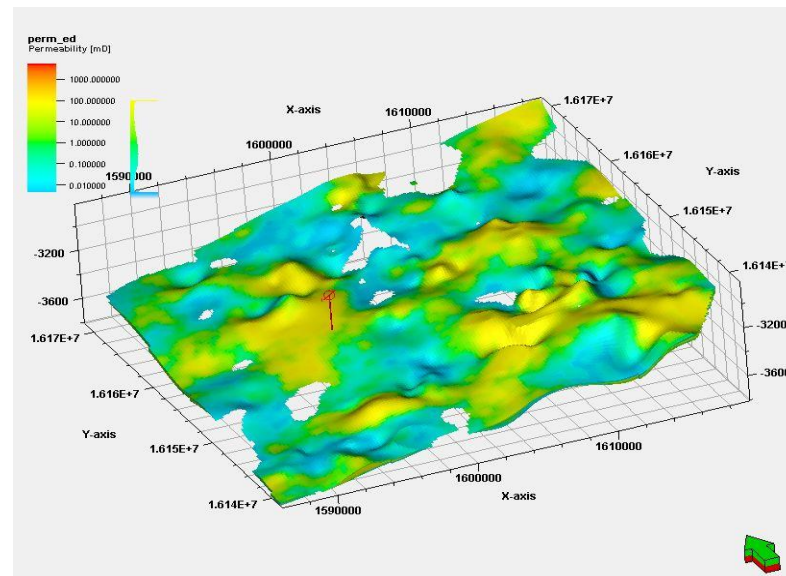 perm_ed
Permeability [mD]
1000.000000
100.000000
10.000000
1.000000
0.100000
0.010000
X-axis
1590000
1600000
1610000
1.617E+7
1.616E+7
Y-axis
1.615E+7
1.614E+7
-3200
-3600
-3200
-3600
1.617E+7
1.616E+7
Y-axis
1.615E+7
1.614E+7
1590000
1600000
X-axis
1610000